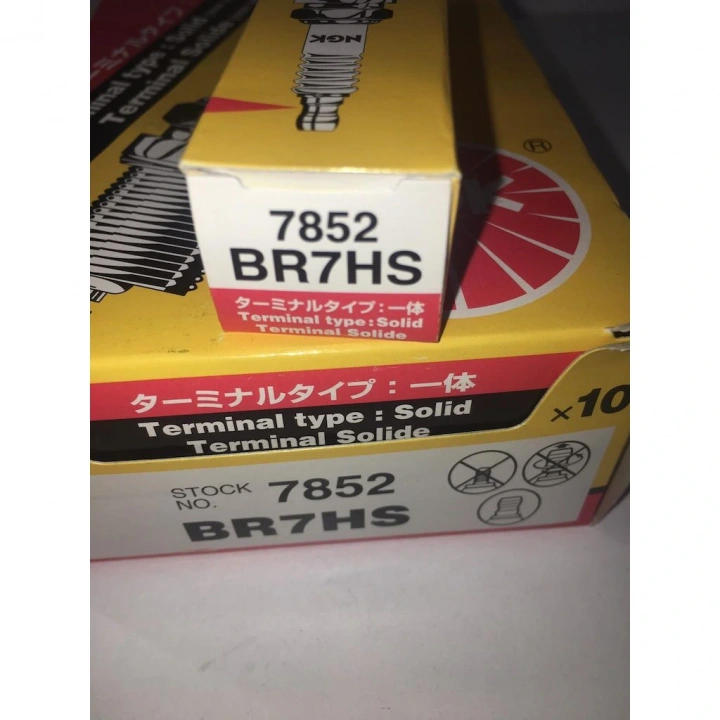 ターミナルタイプ
Terminal type : Solid
Terminal Solide
NGK
7852
BR7HS
ターミナルタイプ：一体
Terminal type : Solid
Terminal Solide
®
ターミナルタイプ：一体
Terminal type : Solid
Terminal Solide
×10
STOCK NO. 7852
BR7HS